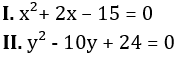 I. x²+ 2x – 15 = 0
II. y² - 10y + 24 = 0